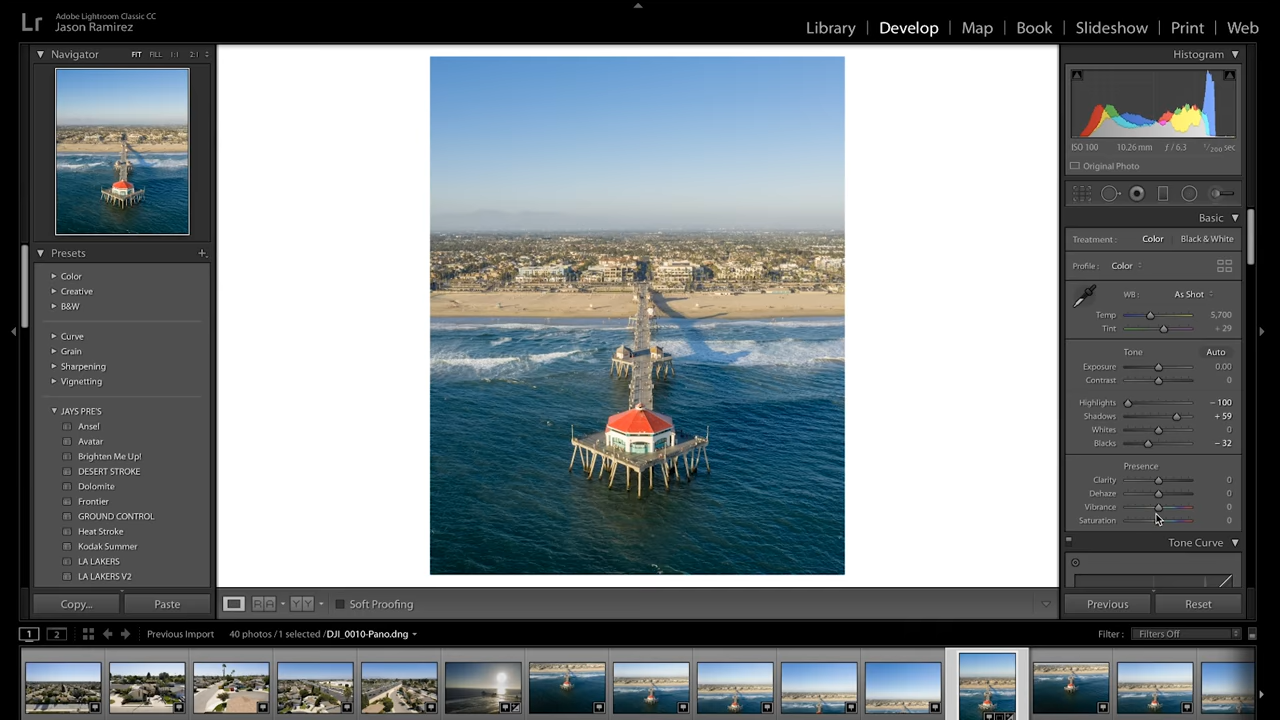 Lr
Adobe Lightroom Classic CC
Jason Ramirez
Library | Develop | Map | Book | Slideshow | Print | Web
Navigator FIT FILL 1:1 2:1
Presets +
Color
Creative
B&W
Curve
Grain
Sharpening
Vignetting
JAYS PRE'S
Ansel
Avatar
Brighten Me Up!
DESERT STROKE
Dolomite
Frontier
GROUND CONTROL
Heat Stroke
Kodak Summer
LA LAKERS
LA LAKERS V2
Copy... Paste
Soft Proofing
Histogram
ISO 100 10.26 mm ƒ / 6.3 1/200 sec
Original Photo
Basic
Treatment : Color Black & White
Profile : Color
WB : As Shot
Temp 5,700
Tint + 29
Tone Auto
Exposure 0.00
Contrast 0
Highlights − 100
Shadows + 59
Whites 0
Blacks − 32
Presence
Clarity 0
Dehaze 0
Vibrance 0
Saturation 0
Tone Curve
Previous Reset
1 2 Previous Import 40 photos / 1 selected / DJI_0010-Pano.dng Filter : Filters Off